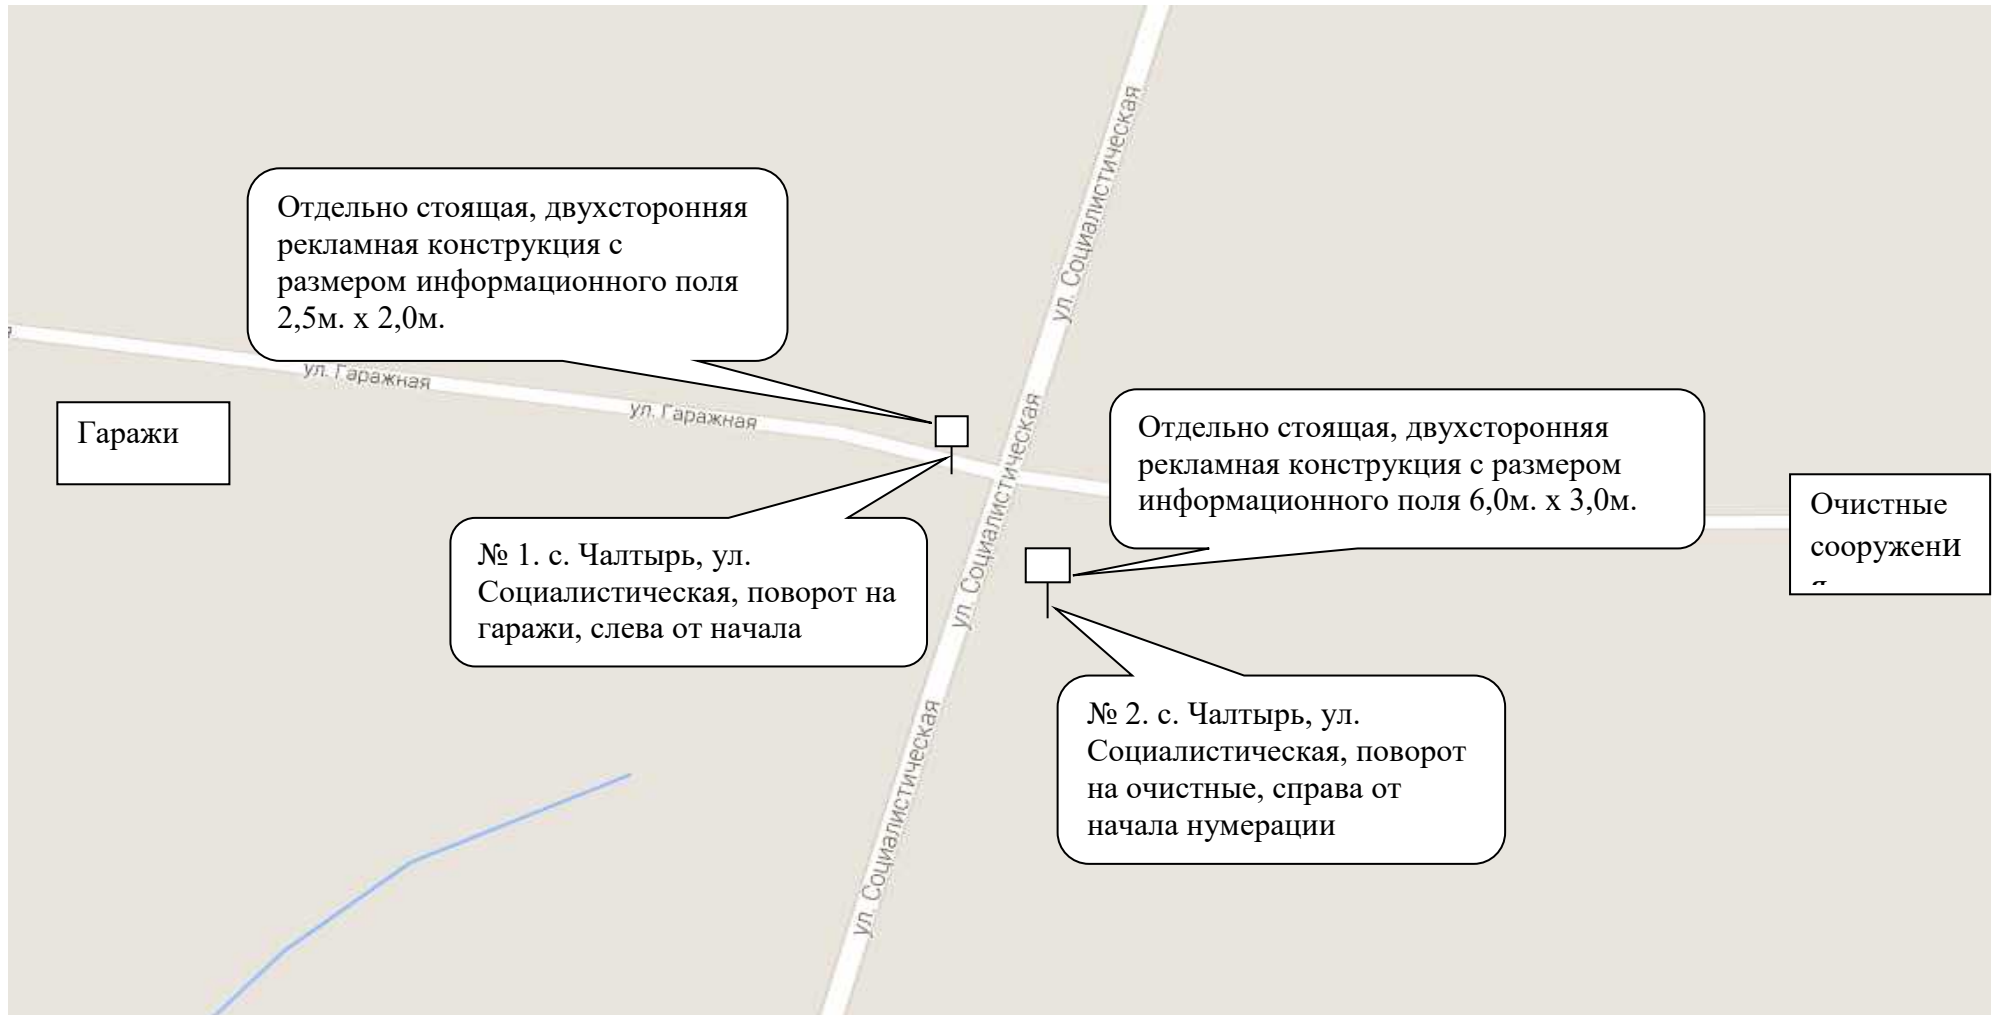 ул. Социалистическая
Отдельно стоящая, двухсторонняя
рекламная конструкция с
размером информационного поля
2,5м. х 2,0м.
ул. Гаражная
ул. Гаражная
Гаражи
ул. Социалистическая
Отдельно стоящая, двухсторонняя
рекламная конструкция с размером
информационного поля 6,0м. х 3,0м.
Очистные
сооружени
я
№ 1. с. Чалтырь, ул.
Социалистическая, поворот на
гаражи, слева от начала
№ 2. с. Чалтырь, ул.
Социалистическая, поворот
на очистные, справа от
начала нумерации
ул. Социалистическая